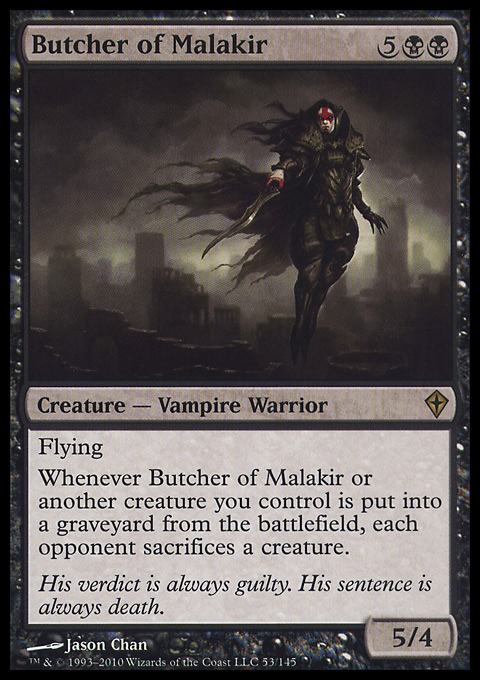 Butcher of Malakir 5
Creature — Vampire Warrior
Flying
Whenever Butcher of Malakir or
another creature you control is put into
a graveyard from the battlefield, each
opponent sacrifices a creature.
His verdict is always guilty. His sentence is
always death.
Jason Chan
5/4
™ & © 1993–2010 Wizards of the Coast LLC 53/145